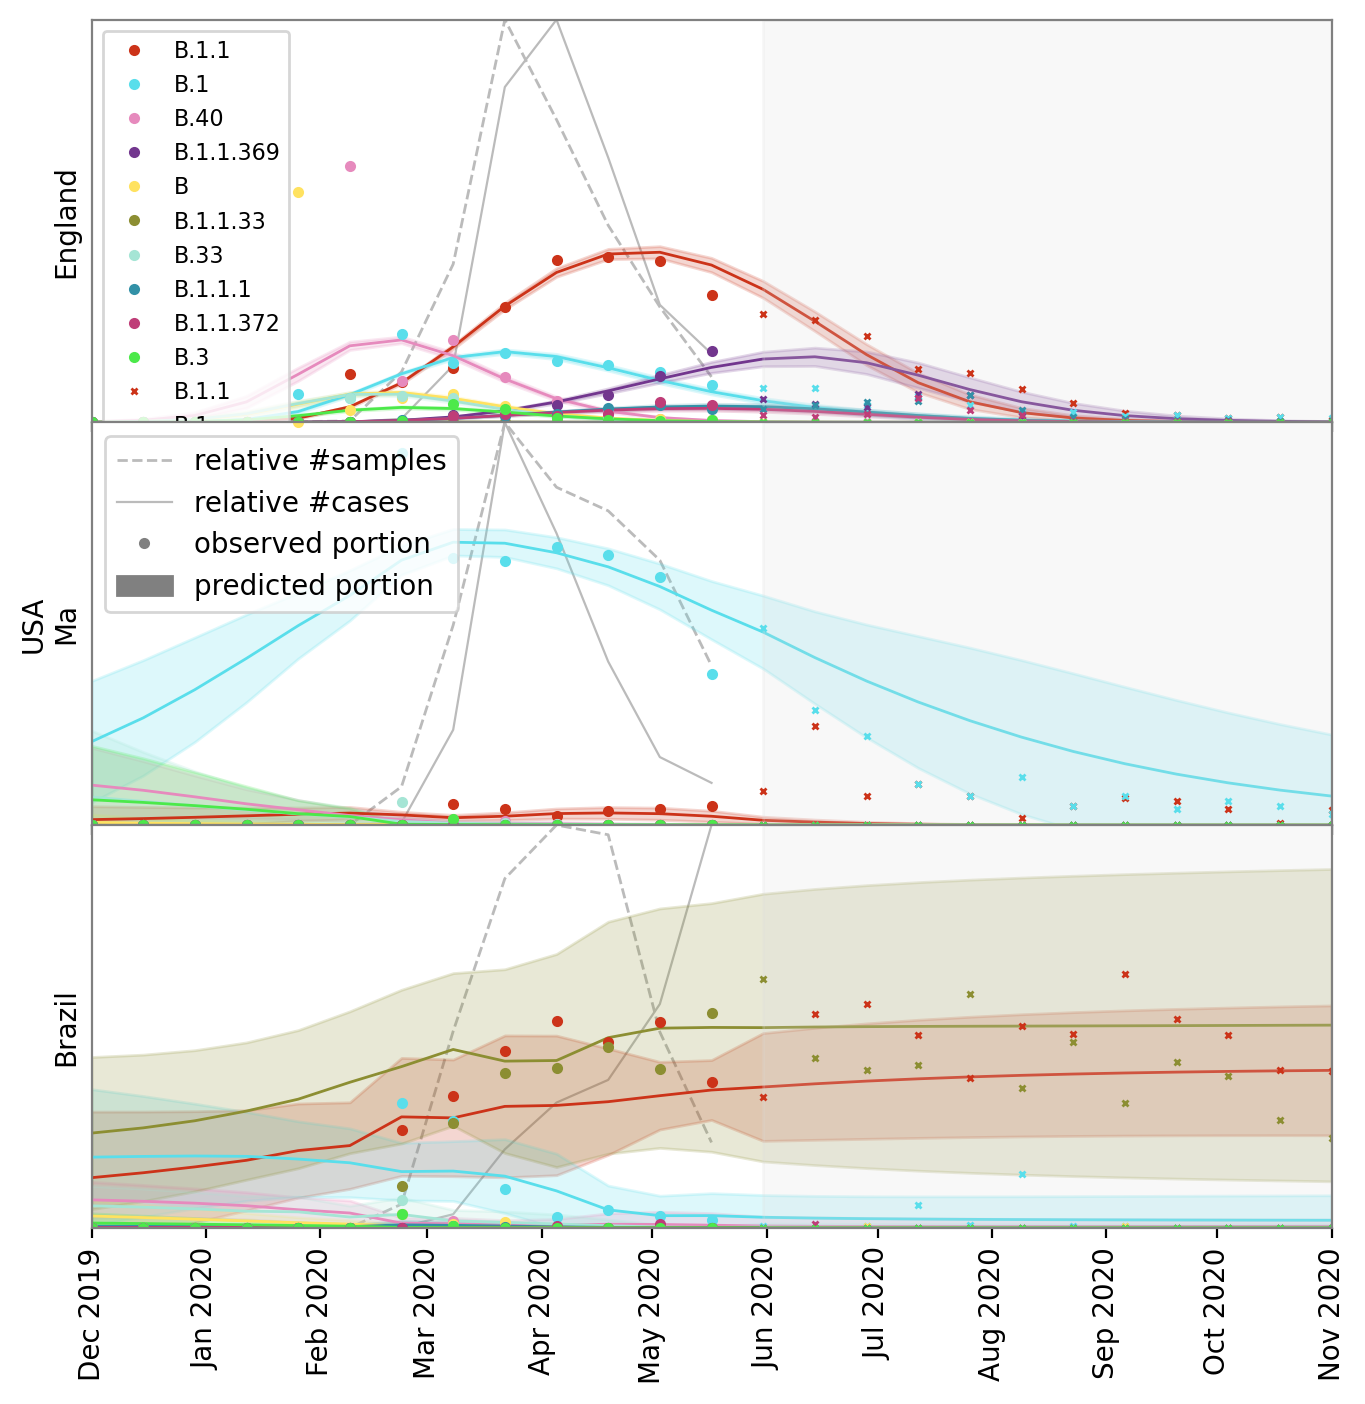 B.1.1
B.1
B.40
B.1.1.369
B
B.1.1.33
B.33
B.1.1.1
B.1.1.372
B.3
B.1.1
B.1
England
relative #samples
relative #cases
observed portion
predicted portion
USA
Ma
Brazil
Dec 2019
Jan 2020
Feb 2020
Mar 2020
Apr 2020
May 2020
Jun 2020
Jul 2020
Aug 2020
Sep 2020
Oct 2020
Nov 2020